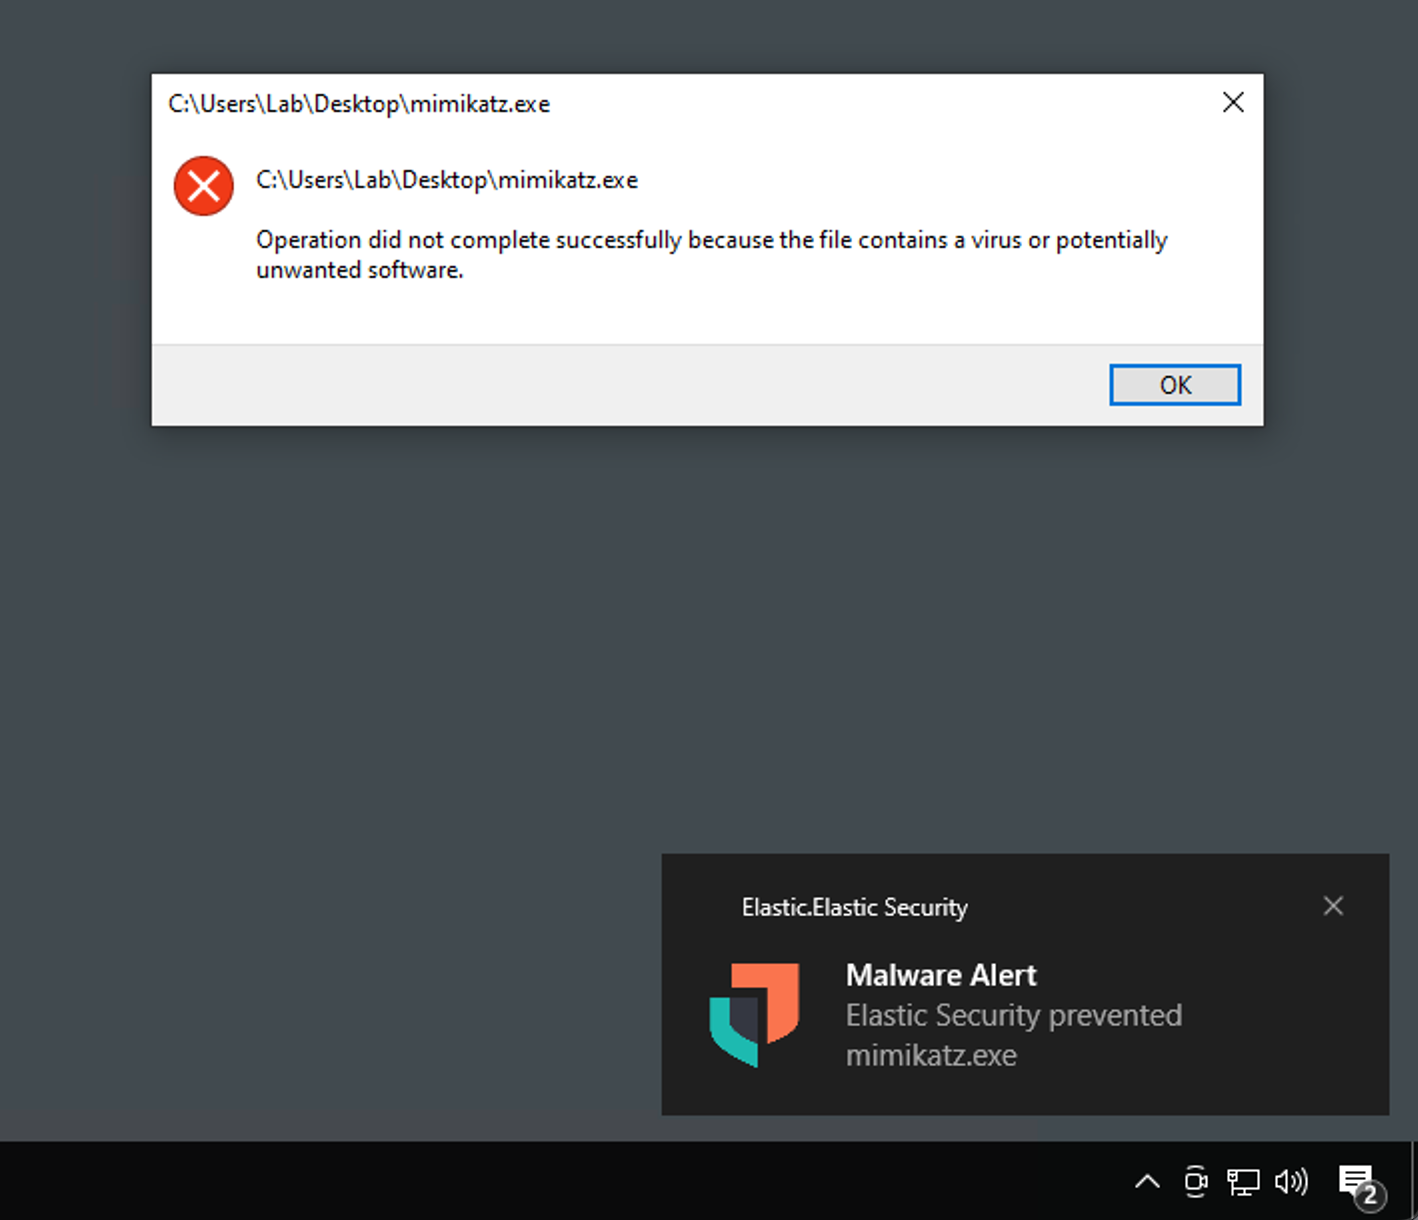 C:\Users\Lab\Desktop\mimikatz.exe
C:\Users\Lab\Desktop\mimikatz.exe
Operation did not complete successfully because the file contains a virus or potentially
unwanted software.
OK
Elastic.Elastic Security
Malware Alert
Elastic Security prevented
mimikatz.exe
2